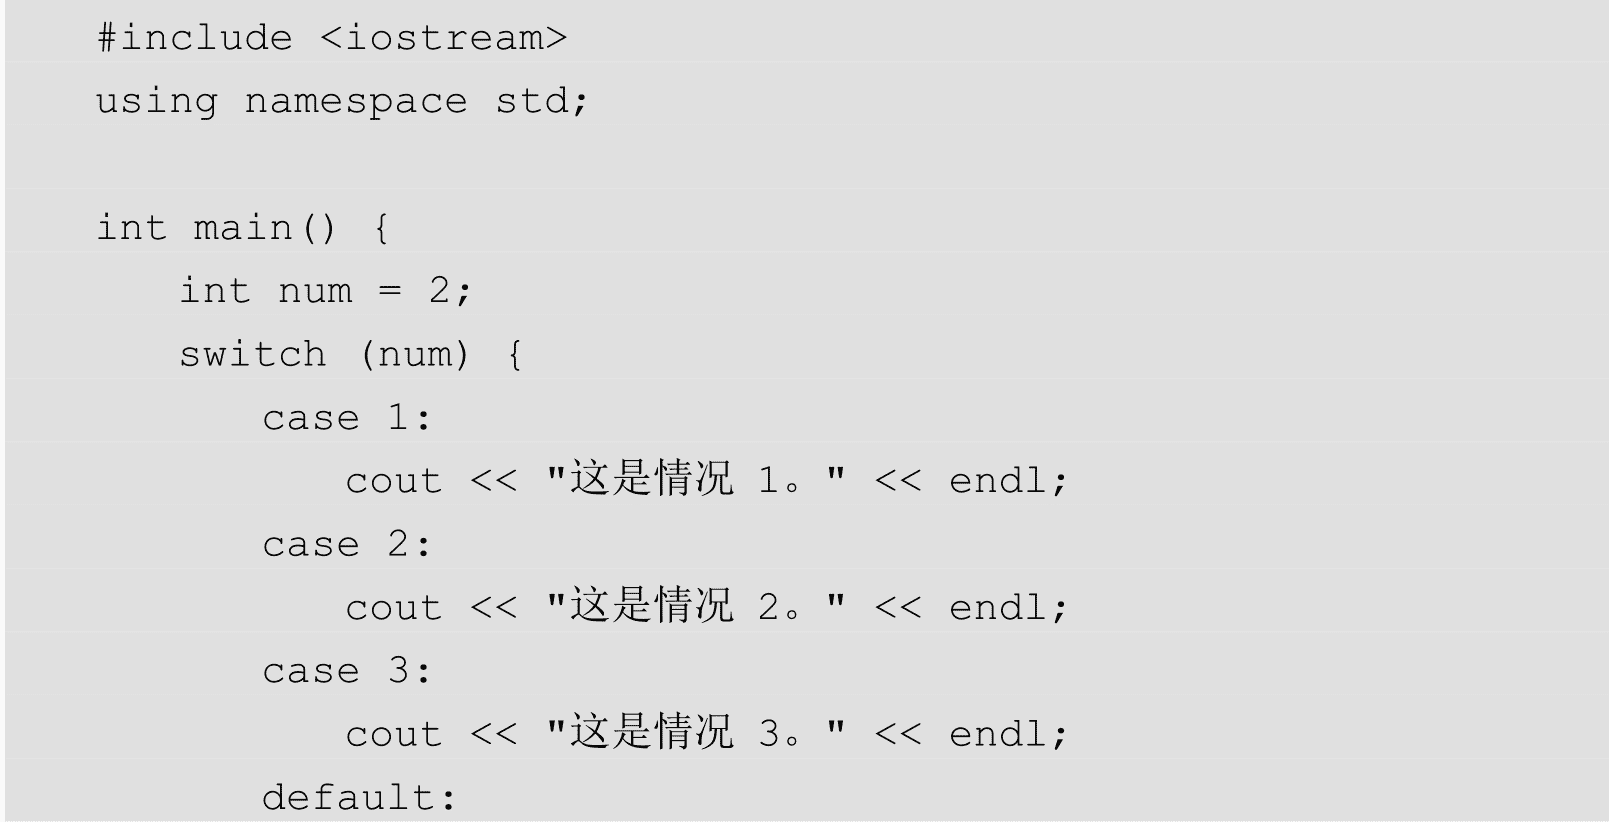 #include <iostream>
using namespace std;
int main() {
int num = 2;
switch (num) {
case 1:
cout << "这是情况 1。" << endl;
case 2:
cout << "这是情况 2。" << endl;
case 3:
cout << "这是情况 3。" << endl;
default: